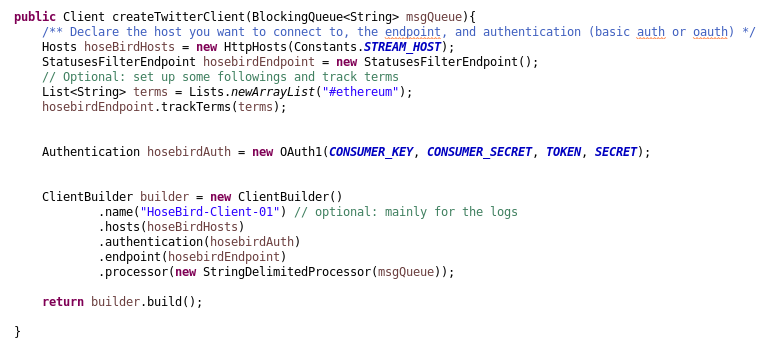 public Client createTwitterClient(BlockingQueue<String> msgQueue){
/** Declare the host you want to connect to, the endpoint, and authentication (basic auth or oauth) */
Hosts hoseBirdHosts = new HttpHosts(Constants.STREAM_HOST);
StatusesFilterEndpoint hosebirdEndpoint = new StatusesFilterEndpoint();
// Optional: set up some followings and track terms
List<String> terms = Lists.newArrayList("#ethereum");
hosebirdEndpoint.trackTerms(terms);
Authentication hosebirdAuth = new OAuth1(CONSUMER_KEY, CONSUMER_SECRET, TOKEN, SECRET);
ClientBuilder builder = new ClientBuilder()
.name("HoseBird-Client-01") // optional: mainly for the logs
.hosts(hoseBirdHosts)
.authentication(hosebirdAuth)
.endpoint(hosebirdEndpoint)
.processor(new StringDelimitedProcessor(msgQueue));
return builder.build();
}